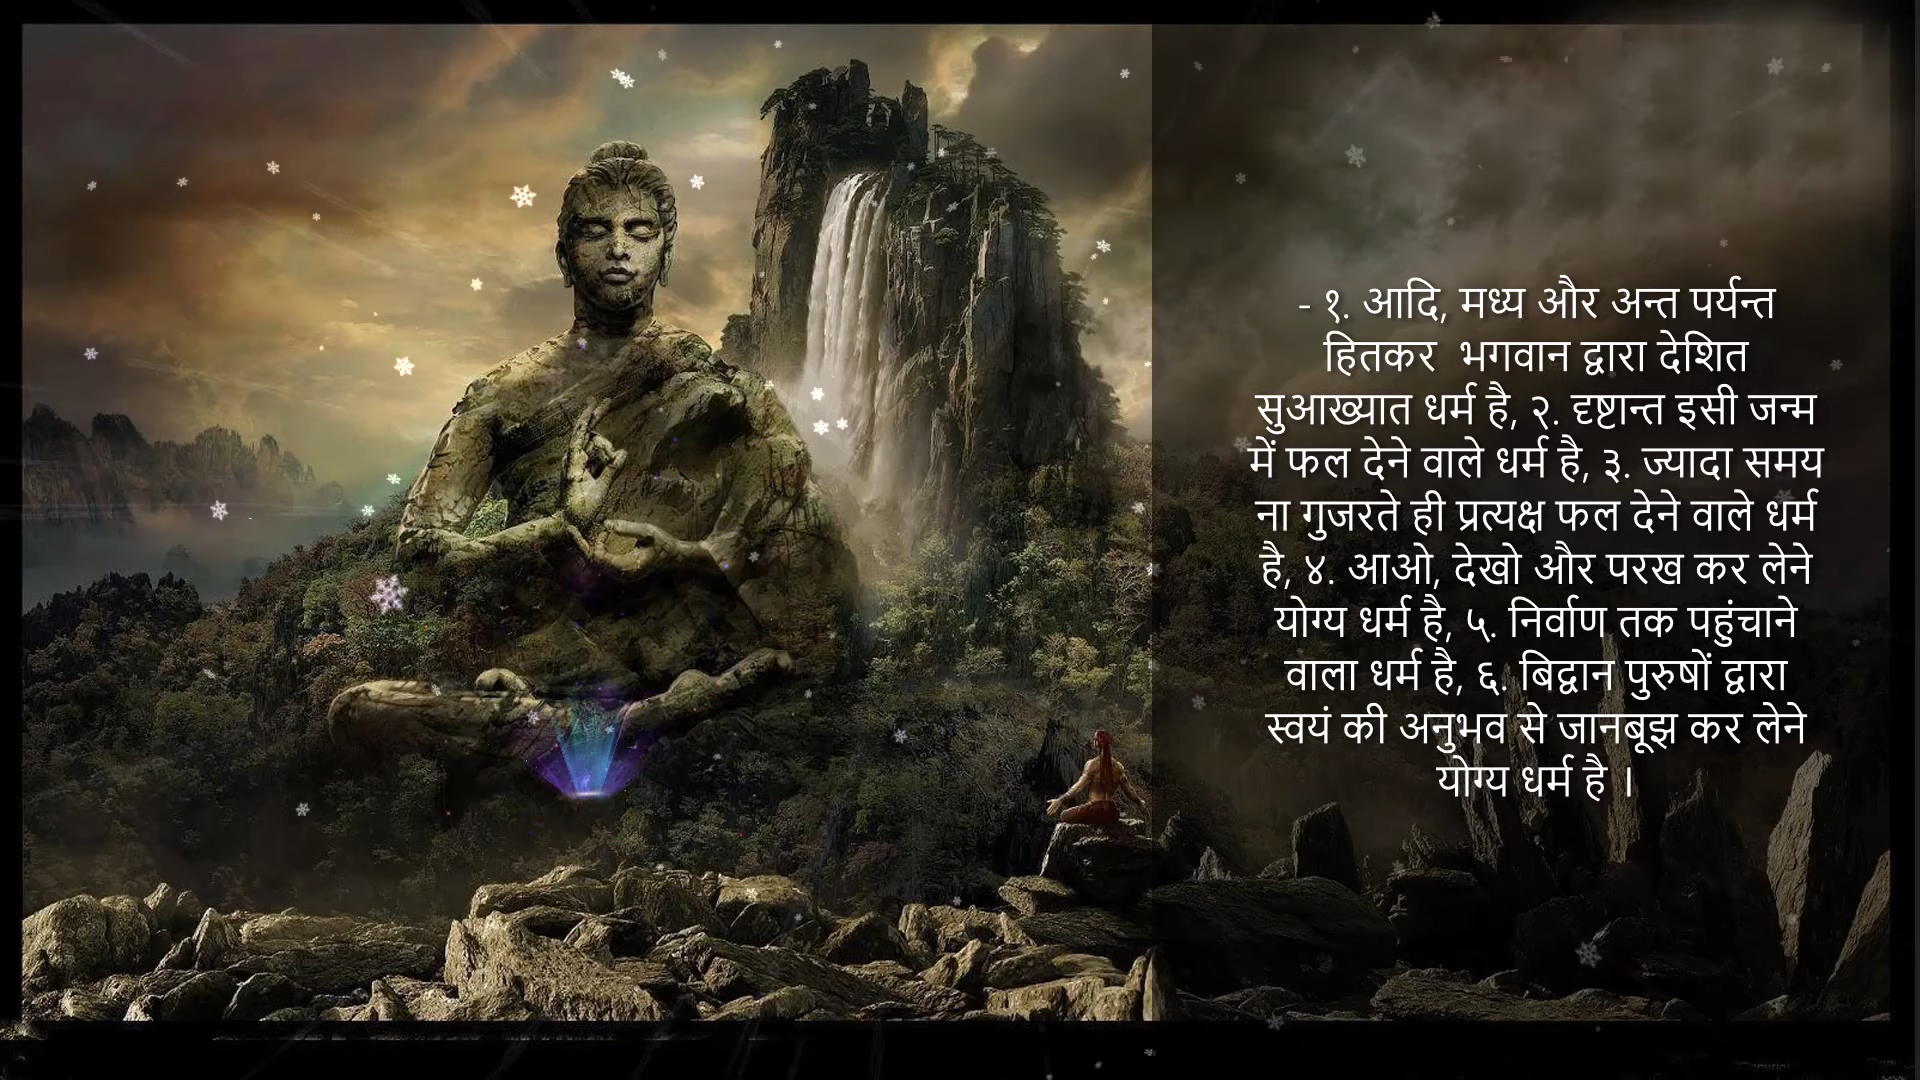 - १. आदि, मध्य और अन्त पर्यन्त
हितकर  भगवान द्वारा देशित
सुआख्यात धर्म है, २. दृष्टान्त इसी जन्म
में फल देने वाले धर्म है, ३. ज्यादा समय
ना गुजरते ही प्रत्यक्ष फल देने वाले धर्म
है, ४. आओ, देखो और परख कर लेने
योग्य धर्म है, ५. निर्वाण तक पहुंचाने
वाला धर्म है, ६. बिद्वान पुरुषों द्वारा
स्वयं की अनुभव से जानबूझ कर लेने
योग्य धर्म है ।